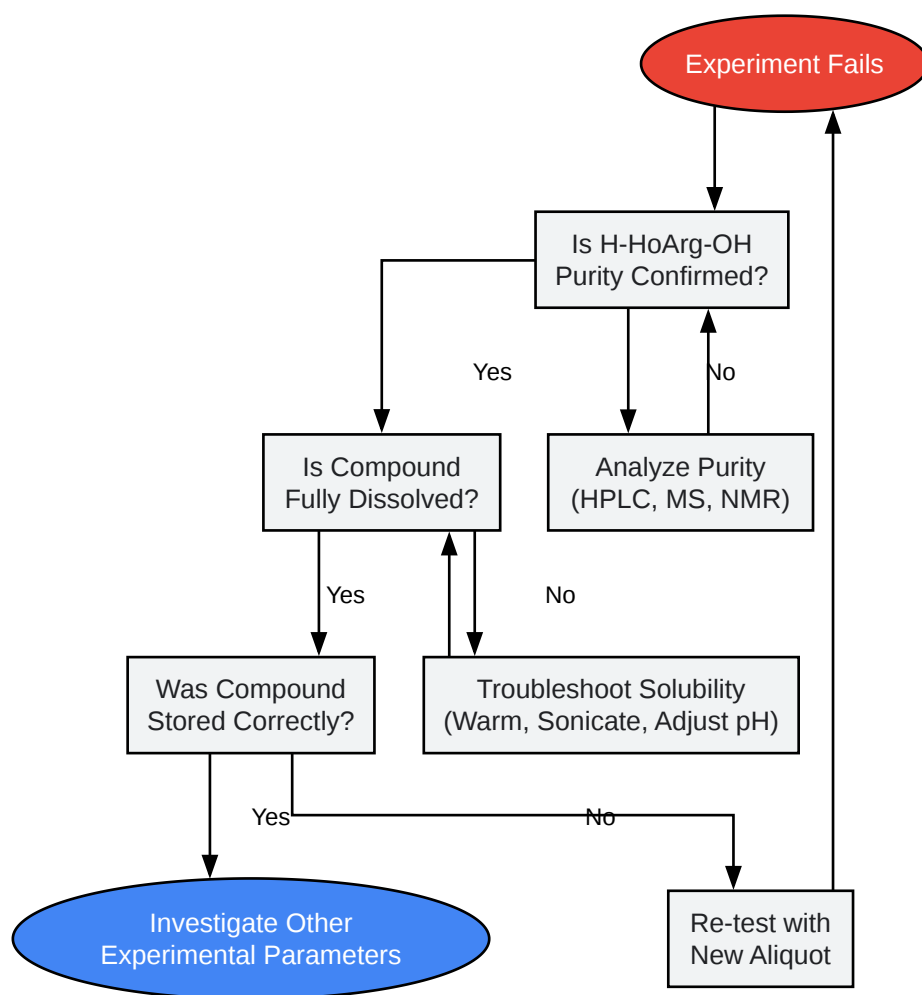 Experiment Fails
Is H-HoArg-OH
Purity Confirmed?
Yes
No
Is Compound
Fully Dissolved?
Analyze Purity
(HPLC, MS, NMR)
Yes
No
Was Compound
Stored Correctly?
Troubleshoot Solubility
(Warm, Sonicate, Adjust pH)
Yes
No
Investigate Other
Experimental Parameters
Re-test with
New Aliquot